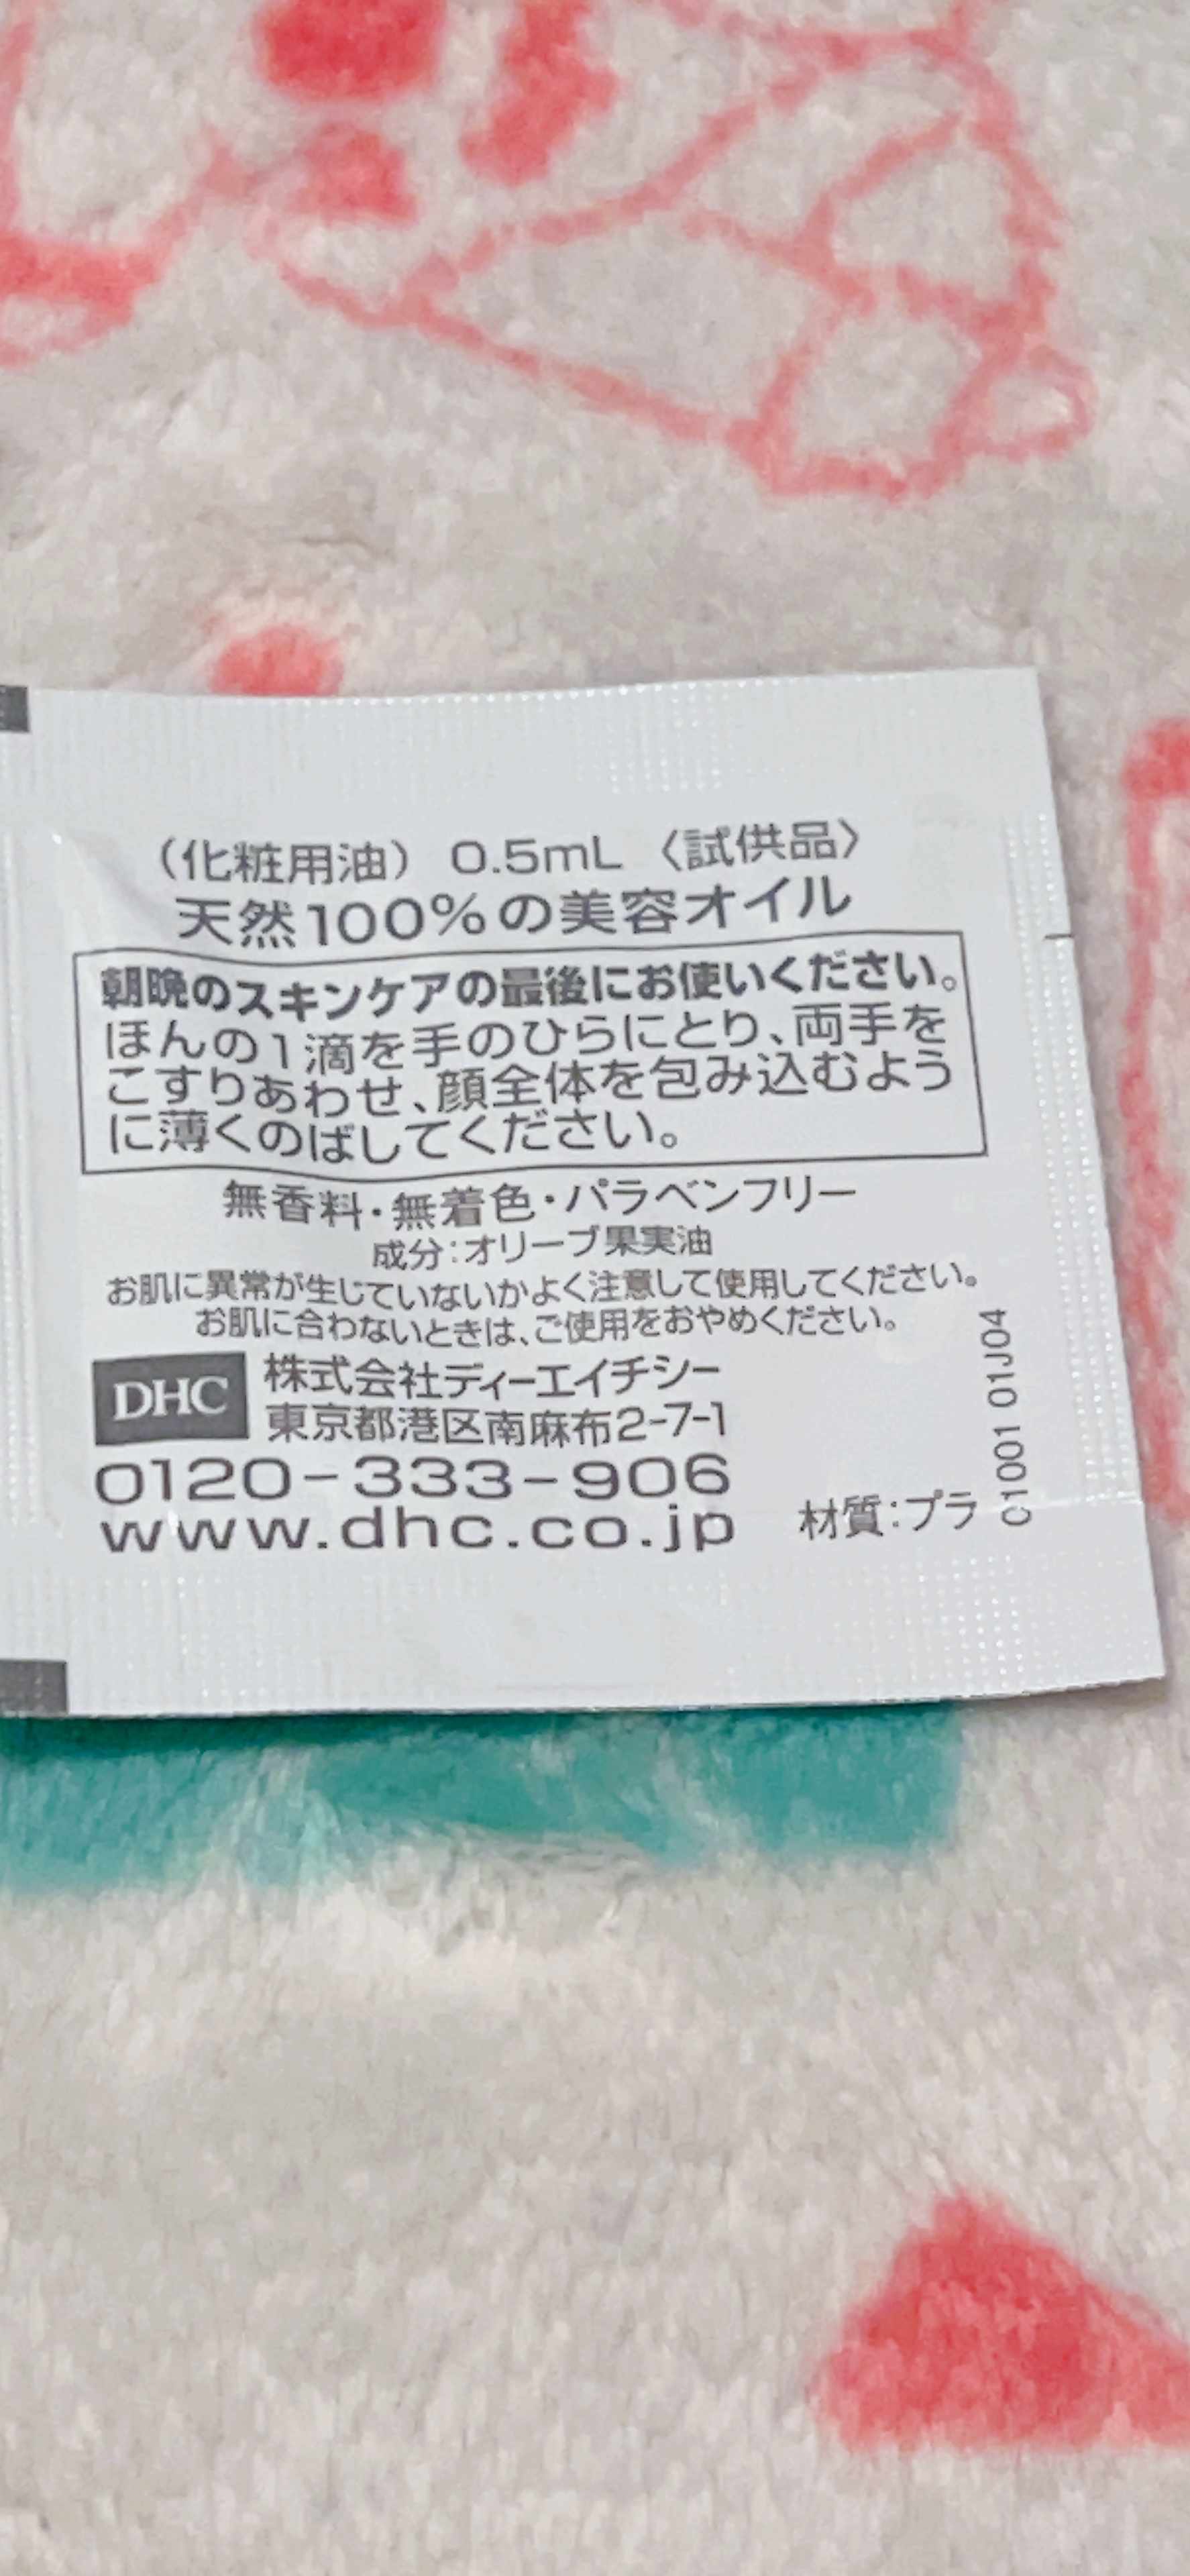 （化粧用油） 0.5mL 〈試供品〉
天然100%の美容オイル
朝晩のスキンケアの最後にお使いください。
ほんの1滴を手のひらにとり、両手を
こすりあわせ、顔全体を包み込むよう
に薄くのばしてください。
無香料・無着色・パラベンフリー
成分：オリーブ果実油
お肌に異常が生じていないかよく注意して使用してください。
お肌に合わないときは、ご使用をおやめください。
DHC 株式会社ディーエイチシー
東京都港区南麻布2-7-1
0120-333-906
www.dhc.co.jp
材質：プラ
C1001 01J04